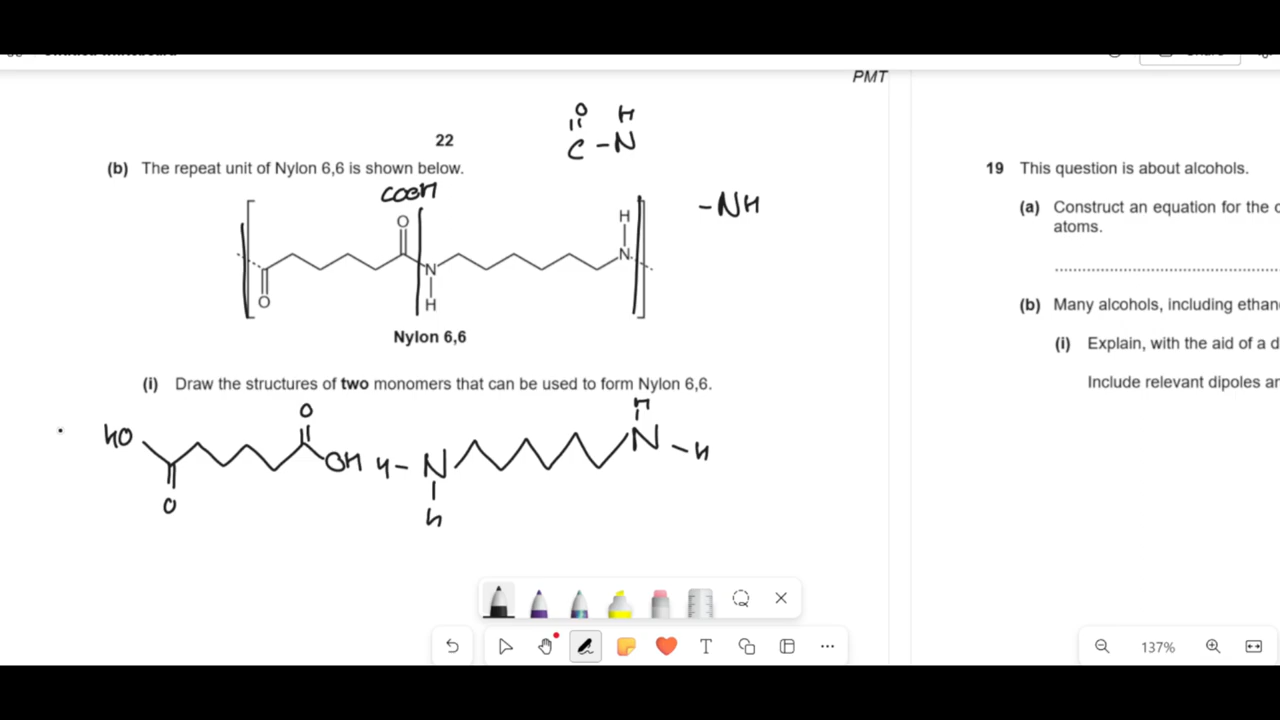 PMT
22
O H
C - N
(b) The repeat unit of Nylon 6,6 is shown below.
COOH
- NH
O
H
N
N
O
H
Nylon 6,6
(i) Draw the structures of two monomers that can be used to form Nylon 6,6.
O
H
HO
N
OH H - N
- H
O
H
137%
19 This question is about alcohols.
(a) Construct an equation for the c
atoms.
(b) Many alcohols, including ethan
(i) Explain, with the aid of a d
Include relevant dipoles an